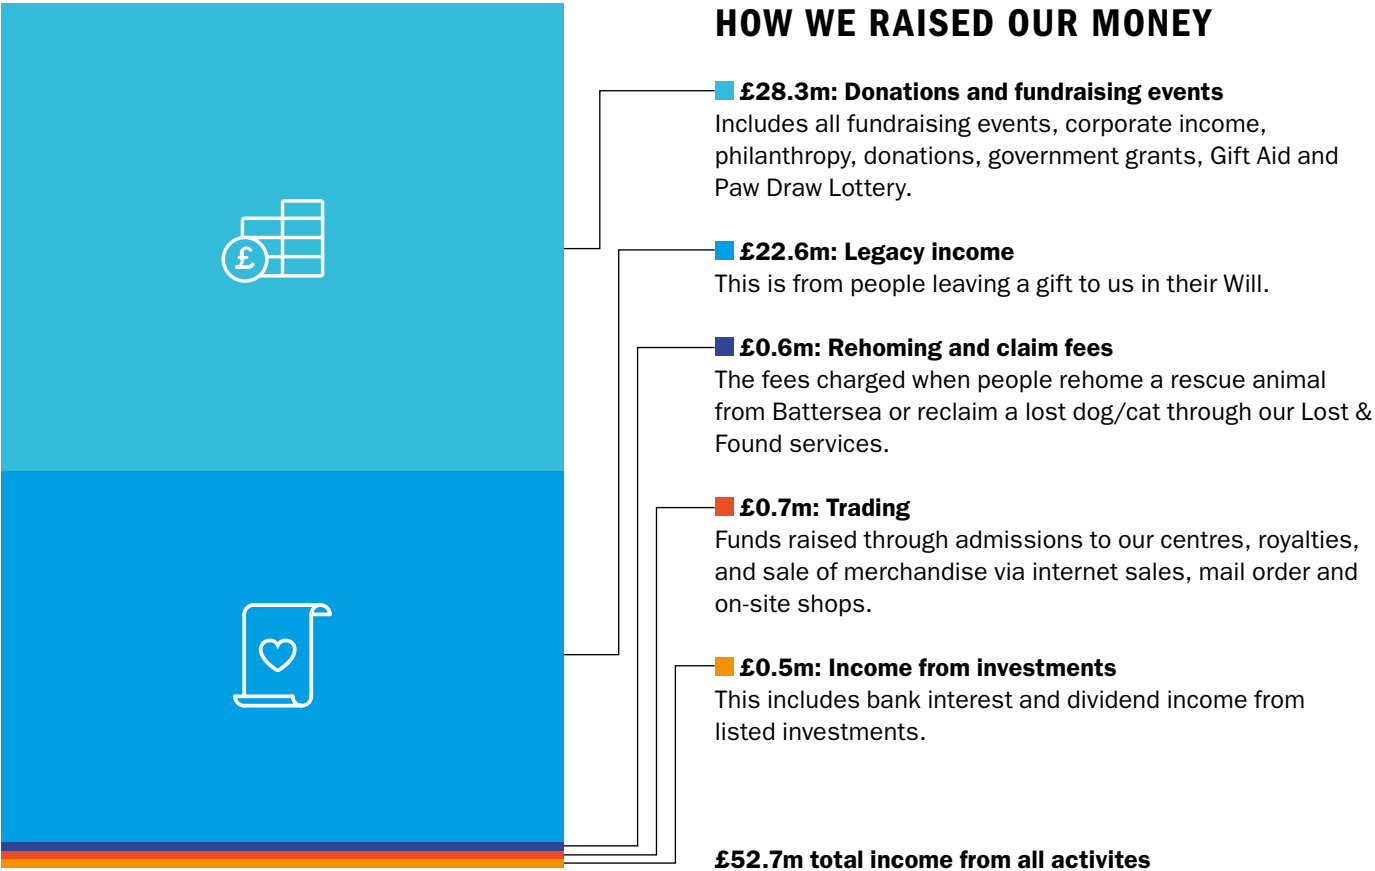 HOW WE RAISED OUR MONEY
£28.3m: Donations and fundraising events
Includes all fundraising events, corporate income,
philanthropy, donations, government grants, Gift Aid and
Paw Draw Lottery.
£
£22.6m: Legacy income
This is from people leaving a gift to us in their Will.
£0.6m: Rehoming and claim fees
The fees charged when people rehome a rescue animal
from Battersea or reclaim a lost dog/cat through our Lost &
Found services.
£0.7m: Trading
Funds raised through admissions to our centres, royalties,
and sale of merchandise via internet sales, mail order and
on-site shops.
£0.5m: Income from investments
This includes bank interest and dividend income from
listed investments.
£52.7m total income from all activites